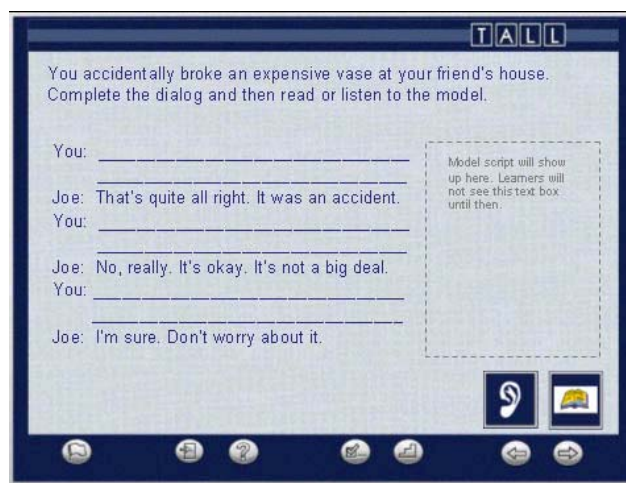 TALL
You accidentally broke an expensive vase at your friend's house.
Complete the dialog and then read or listen to the model.
You:
Joe: That's quite all right. It was an accident.
You:
Joe: No, really. It's okay. It's not a big deal.
You:
Joe: I'm sure. Don't worry about it.
Model script will show
up here. Learners will
not see this text box
until then.
?